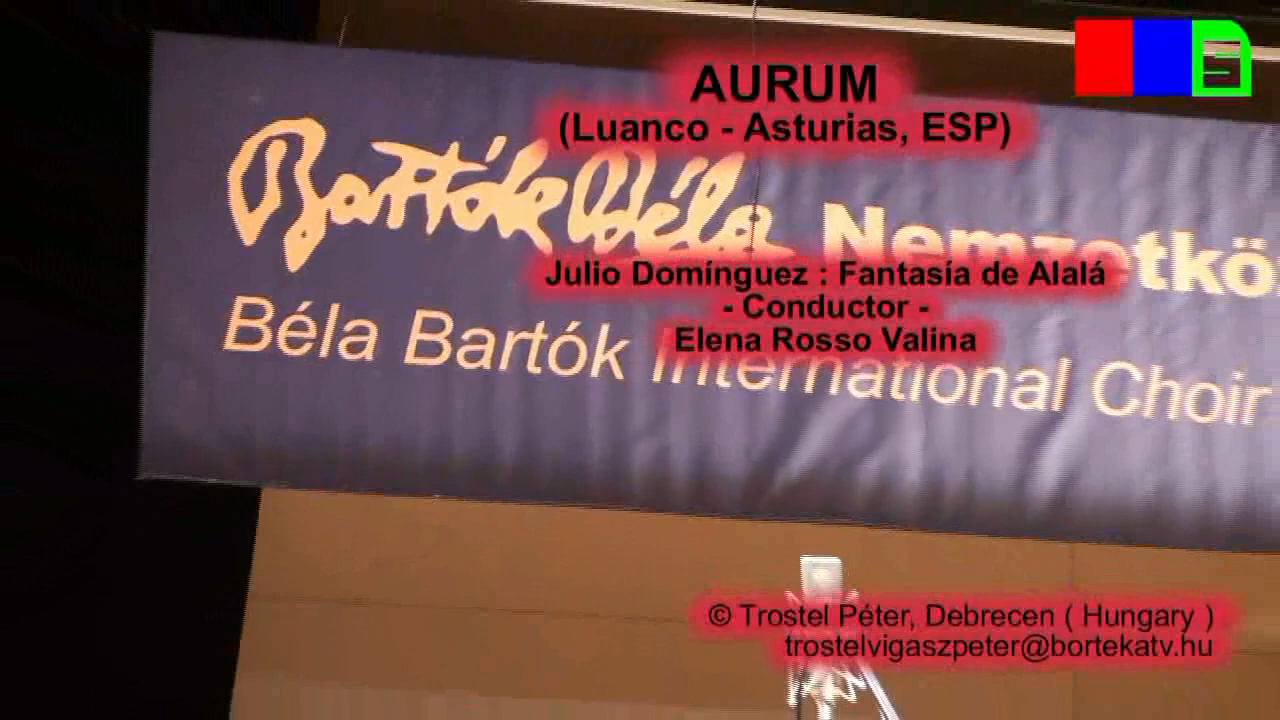 AURUM
(Luanco - Asturias, ESP)
Bartók Béla Nemzetkö
Julio Domínguez : Fantasía de Alalá
- Conductor -
Elena Rosso Valina
Béla Bartók International Choir
© Trostel Péter, Debrecen ( Hungary )
trostelvigaszpeter@bortekatv.hu